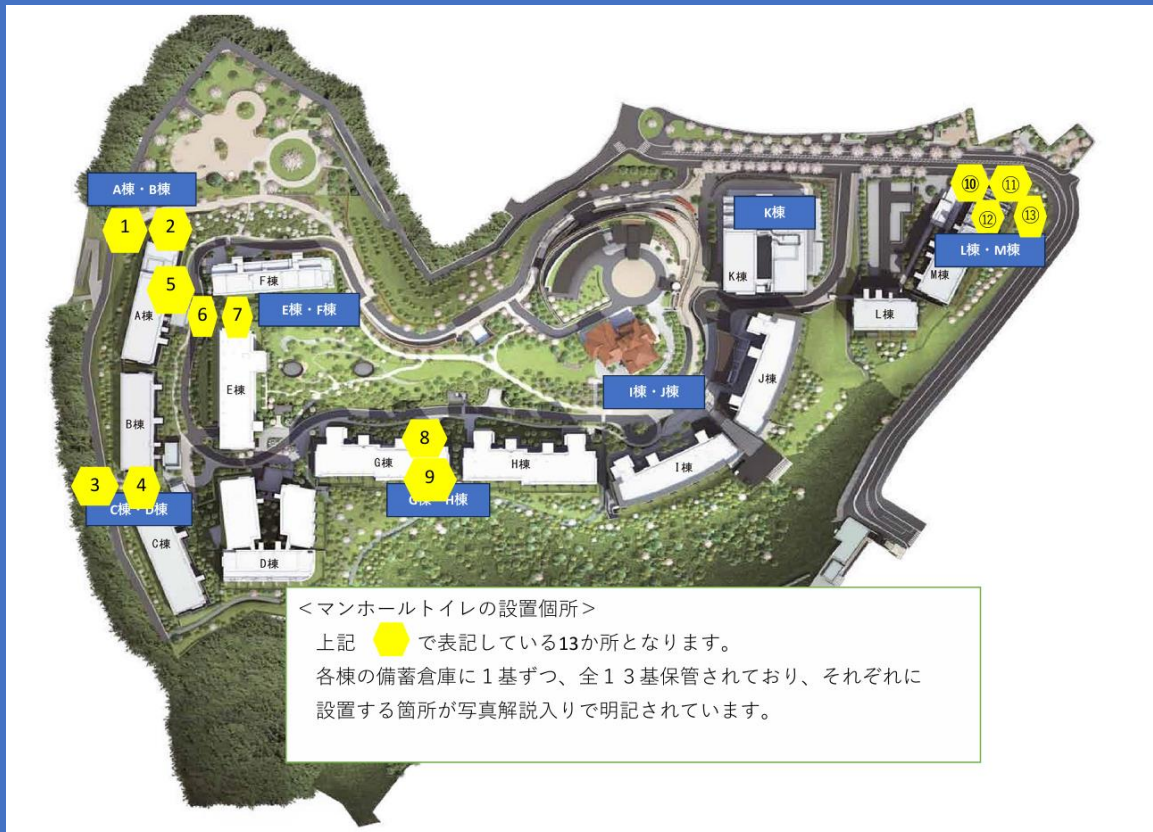 A棟・B棟
1
2
5
A棟
F棟
6
7
E棟・F棟
E棟
B棟
3
4
C棟・D棟
C棟
D棟
8
G棟
9
H棟
H棟
I棟・J棟
I棟
J棟
K棟
K棟
⑩
⑪
⑫
⑬
L棟・M棟
M棟
L棟
＜マンホールトイレの設置個所＞
上記 で表記している13か所となります。
各棟の備蓄倉庫に１基ずつ、全１３基保管されており、それぞれに
設置する箇所が写真解説入りで明記されています。